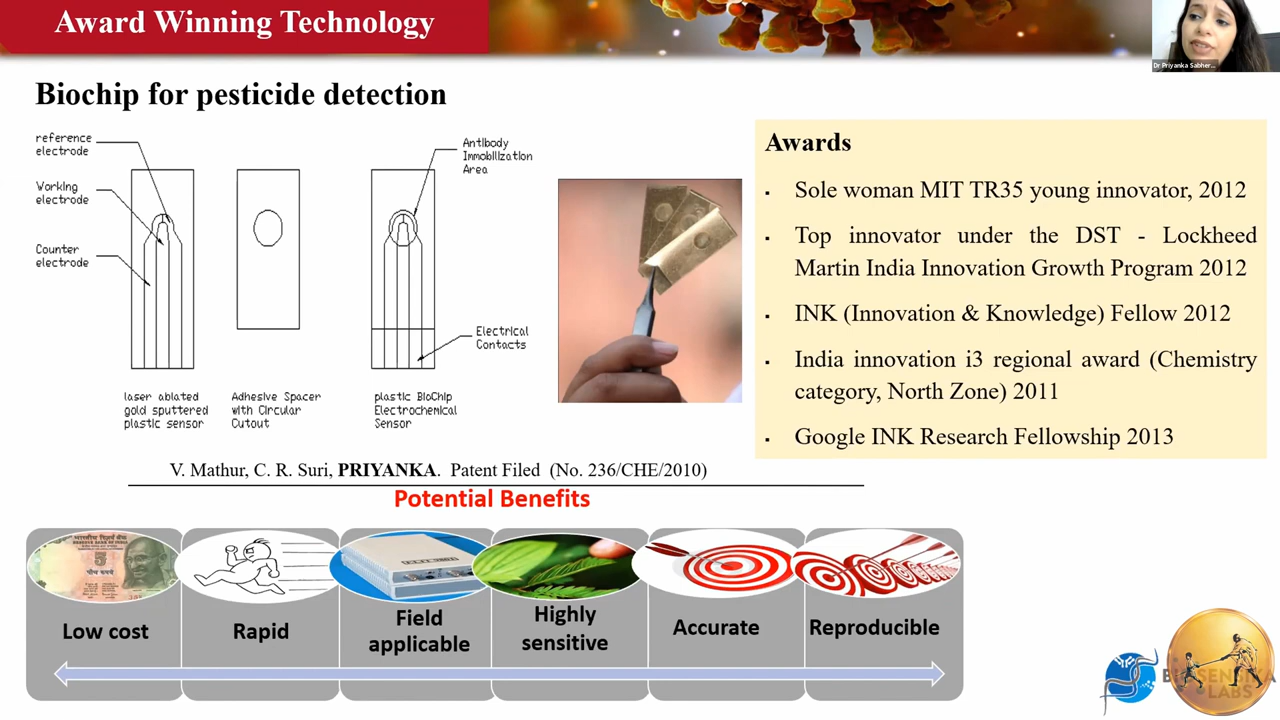 Award Winning Technology
Dr Priyanka Sabher...
Biochip for pesticide detection
reference
electrode
Working
electrode
Counter
electrode
Antibody
Immobilization
Area
Electrical
Contacts
laser ablated
gold sputtered
plastic sensor
Adhesive Spacer
with Circular
Cutout
plastic BioChip
Electrochemical
Sensor
Awards
▪ Sole woman MIT TR35 young innovator, 2012
▪ Top innovator under the DST - Lockheed
Martin India Innovation Growth Program 2012
▪ INK (Innovation & Knowledge) Fellow 2012
▪ India innovation i3 regional award (Chemistry
category, North Zone) 2011
▪ Google INK Research Fellowship 2013
V. Mathur, C. R. Suri, PRIYANKA. Patent Filed (No. 236/CHE/2010)
Potential Benefits
Low cost
Rapid
Field
applicable
Highly
sensitive
Accurate
Reproducible
LABS